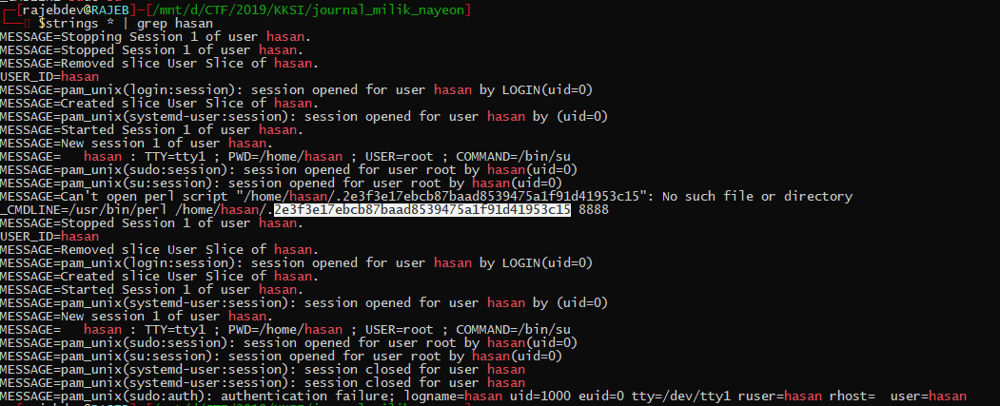 [rajebdev@RAJEB]─[/mnt/d/CTF/2019/KKSI/journal_milik_nayeon]
$strings * | grep hasan
MESSAGE=Stopping Session 1 of user hasan.
MESSAGE=Stopped Session 1 of user hasan.
MESSAGE=Removed slice User Slice of hasan.
USER_ID=hasan
MESSAGE=pam_unix(login:session): session opened for user hasan by LOGIN(uid=0)
MESSAGE=Created slice User Slice of hasan.
MESSAGE=pam_unix(systemd-user:session): session opened for user hasan by (uid=0)
MESSAGE=Started Session 1 of user hasan.
MESSAGE=New session 1 of user hasan.
MESSAGE=   hasan : TTY=tty1 ; PWD=/home/hasan ; USER=root ; COMMAND=/bin/su
MESSAGE=pam_unix(sudo:session): session opened for user root by hasan(uid=0)
MESSAGE=pam_unix(su:session): session opened for user root by hasan(uid=0)
MESSAGE=Can't open perl script "/home/hasan/.2e3f3e17ebcb87baad8539475a1f91d41953c15": No such file or directory
_CMDLINE=/usr/bin/perl /home/hasan/.2e3f3e17ebcb87baad8539475a1f91d41953c15 8888
MESSAGE=Stopped Session 1 of user hasan.
USER_ID=hasan
MESSAGE=Removed slice User Slice of hasan.
MESSAGE=pam_unix(login:session): session opened for user hasan by LOGIN(uid=0)
MESSAGE=Created slice User Slice of hasan.
MESSAGE=Started Session 1 of user hasan.
MESSAGE=pam_unix(systemd-user:session): session opened for user hasan by (uid=0)
MESSAGE=New session 1 of user hasan.
MESSAGE=   hasan : TTY=tty1 ; PWD=/home/hasan ; USER=root ; COMMAND=/bin/su
MESSAGE=pam_unix(sudo:session): session opened for user root by hasan(uid=0)
MESSAGE=pam_unix(su:session): session opened for user root by hasan(uid=0)
MESSAGE=pam_unix(systemd-user:session): session closed for user hasan
MESSAGE=pam_unix(systemd-user:session): session closed for user hasan
MESSAGE=pam_unix(sudo:auth): authentication failure; logname=hasan uid=1000 euid=0 tty=/dev/tty1 ruser=hasan rhost=  user=hasan